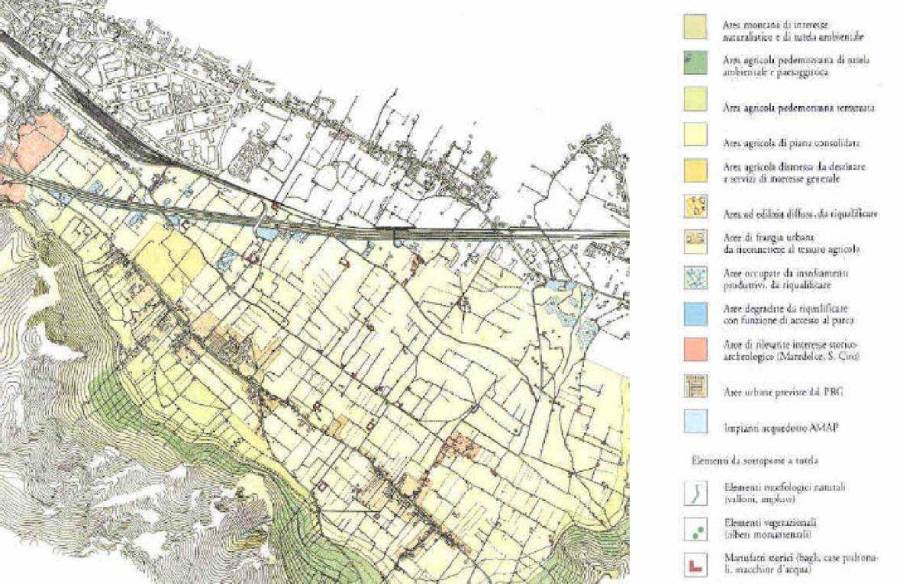 Area montana di interesse
naturalistico e di tutela ambientale
Area agricola pedemontana di tutela
ambientale e paesaggistica
Area agricola pedemontana terrazzata
Area agricola di piana consolidata
Area agricola dismessa da destinare
a servizi di interesse generale
Area ad edilizia diffusa, da riqualificare
Aree di frangia urbana
da riconnettere al tessuto agricolo
Aree occupate da insediamenti
produttivi, da riqualificare
Aree degradate da riqualificare
con funzione di accesso al parco
Aree di rilevante interesse storico-
archeologico (Maredolce, S. Ciro)
Aree urbane previste dal PRG
Impianti acquedotto AMAP
Elementi da sottoporre a tutela
Elementi morfologici naturali
(valloni, impluvi)
Elementi vegetazionali
(alberi monumentali)
Manufatti storici (bagli, case padrona-
li, macchine d'acqua)